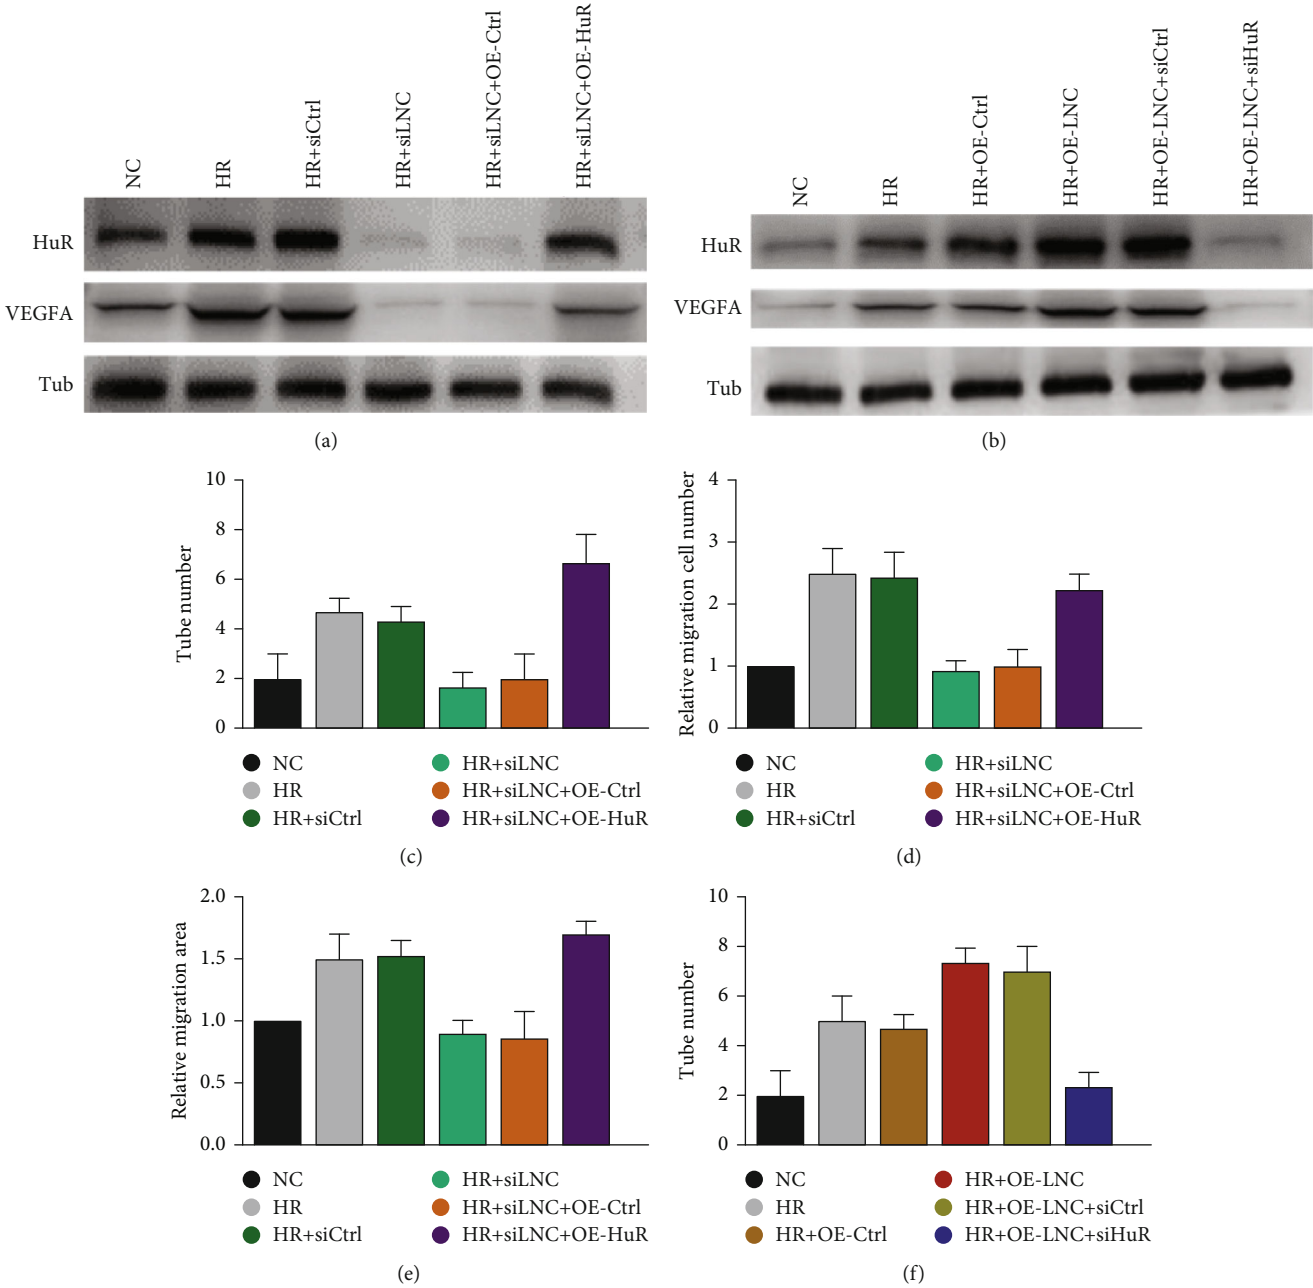 NC
HR
HR+siCtrl
HR+siLNC
HR+siLNC+OE-Ctrl
HR+siLNC+OE-HuR
HuR
VEGFA
Tub
(a)
NC
HR
HR+OE-Ctrl
HR+OE-LNC
HR+OE-LNC+siCtrl
HR+OE-LNC+siHuR
HuR
VEGFA
Tub
(b)
Tube number
10
8
6
4
2
0
NC
HR
HR+siCtrl
HR+siLNC
HR+siLNC+OE-Ctrl
HR+siLNC+OE-HuR
(c)
Relative migration cell number
4
3
2
1
0
NC
HR
HR+siCtrl
HR+siLNC
HR+siLNC+OE-Ctrl
HR+siLNC+OE-HuR
(d)
Relative migration area
2.0
1.5
1.0
0.5
0.0
NC
HR
HR+siCtrl
HR+siLNC
HR+siLNC+OE-Ctrl
HR+siLNC+OE-HuR
(e)
Tube number
10
8
6
4
2
0
NC
HR
HR+OE-Ctrl
HR+OE-LNC
HR+OE-LNC+siCtrl
HR+OE-LNC+siHuR
(f)